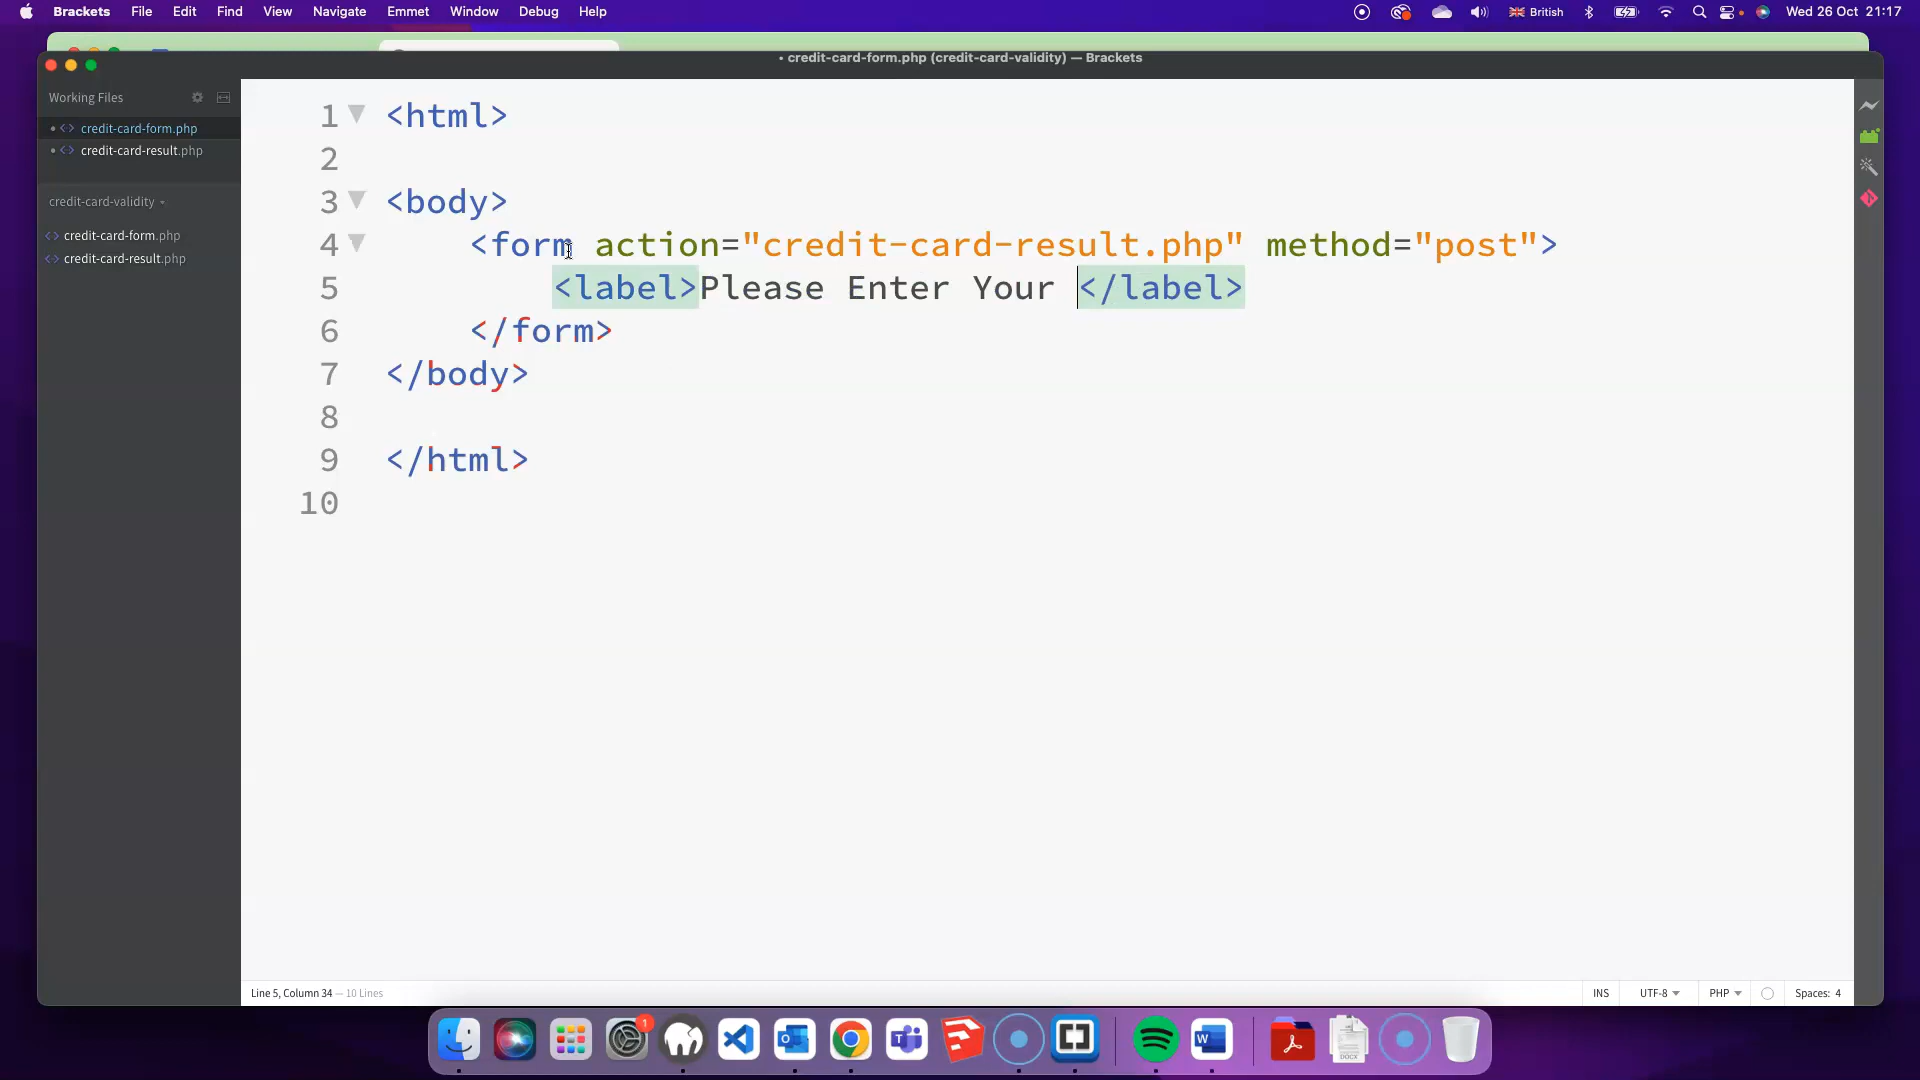 Brackets File Edit Find View Navigate Emmet Window Debug Help British Wed 26 Oct 21:17
• credit-card-form.php (credit-card-validity) — Brackets
Working Files
credit-card-form.php
credit-card-result.php
credit-card-validity
credit-card-form.php
credit-card-result.php
1 <html>
2
3 <body>
4 <form action="credit-card-result.php" method="post">
5 <label>Please Enter Your </label>
6 </form>
7 </body>
8
9 </html>
10
Line 5, Column 34 — 10 Lines INS UTF-8 PHP Spaces: 4
1
W
DOCX